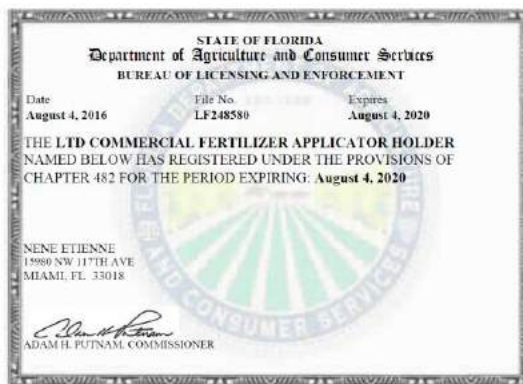 STATE OF FLORIDA
Department of Agriculture and Consumer Services
BUREAU OF LICENSING AND ENFORCEMENT
Date File No. Expires
August 4, 2016 LF248580 August 4, 2020
THE LTD COMMERCIAL FERTILIZER APPLICATOR HOLDER
NAMED BELOW HAS REGISTERED UNDER THE PROVISIONS OF
CHAPTER 482 FOR THE PERIOD EXPIRING: August 4, 2020
NENE ETIENNE
15980 NW 117TH AVE
MIAMI, FL 33018
ADAM H. PUTNAM, COMMISSIONER